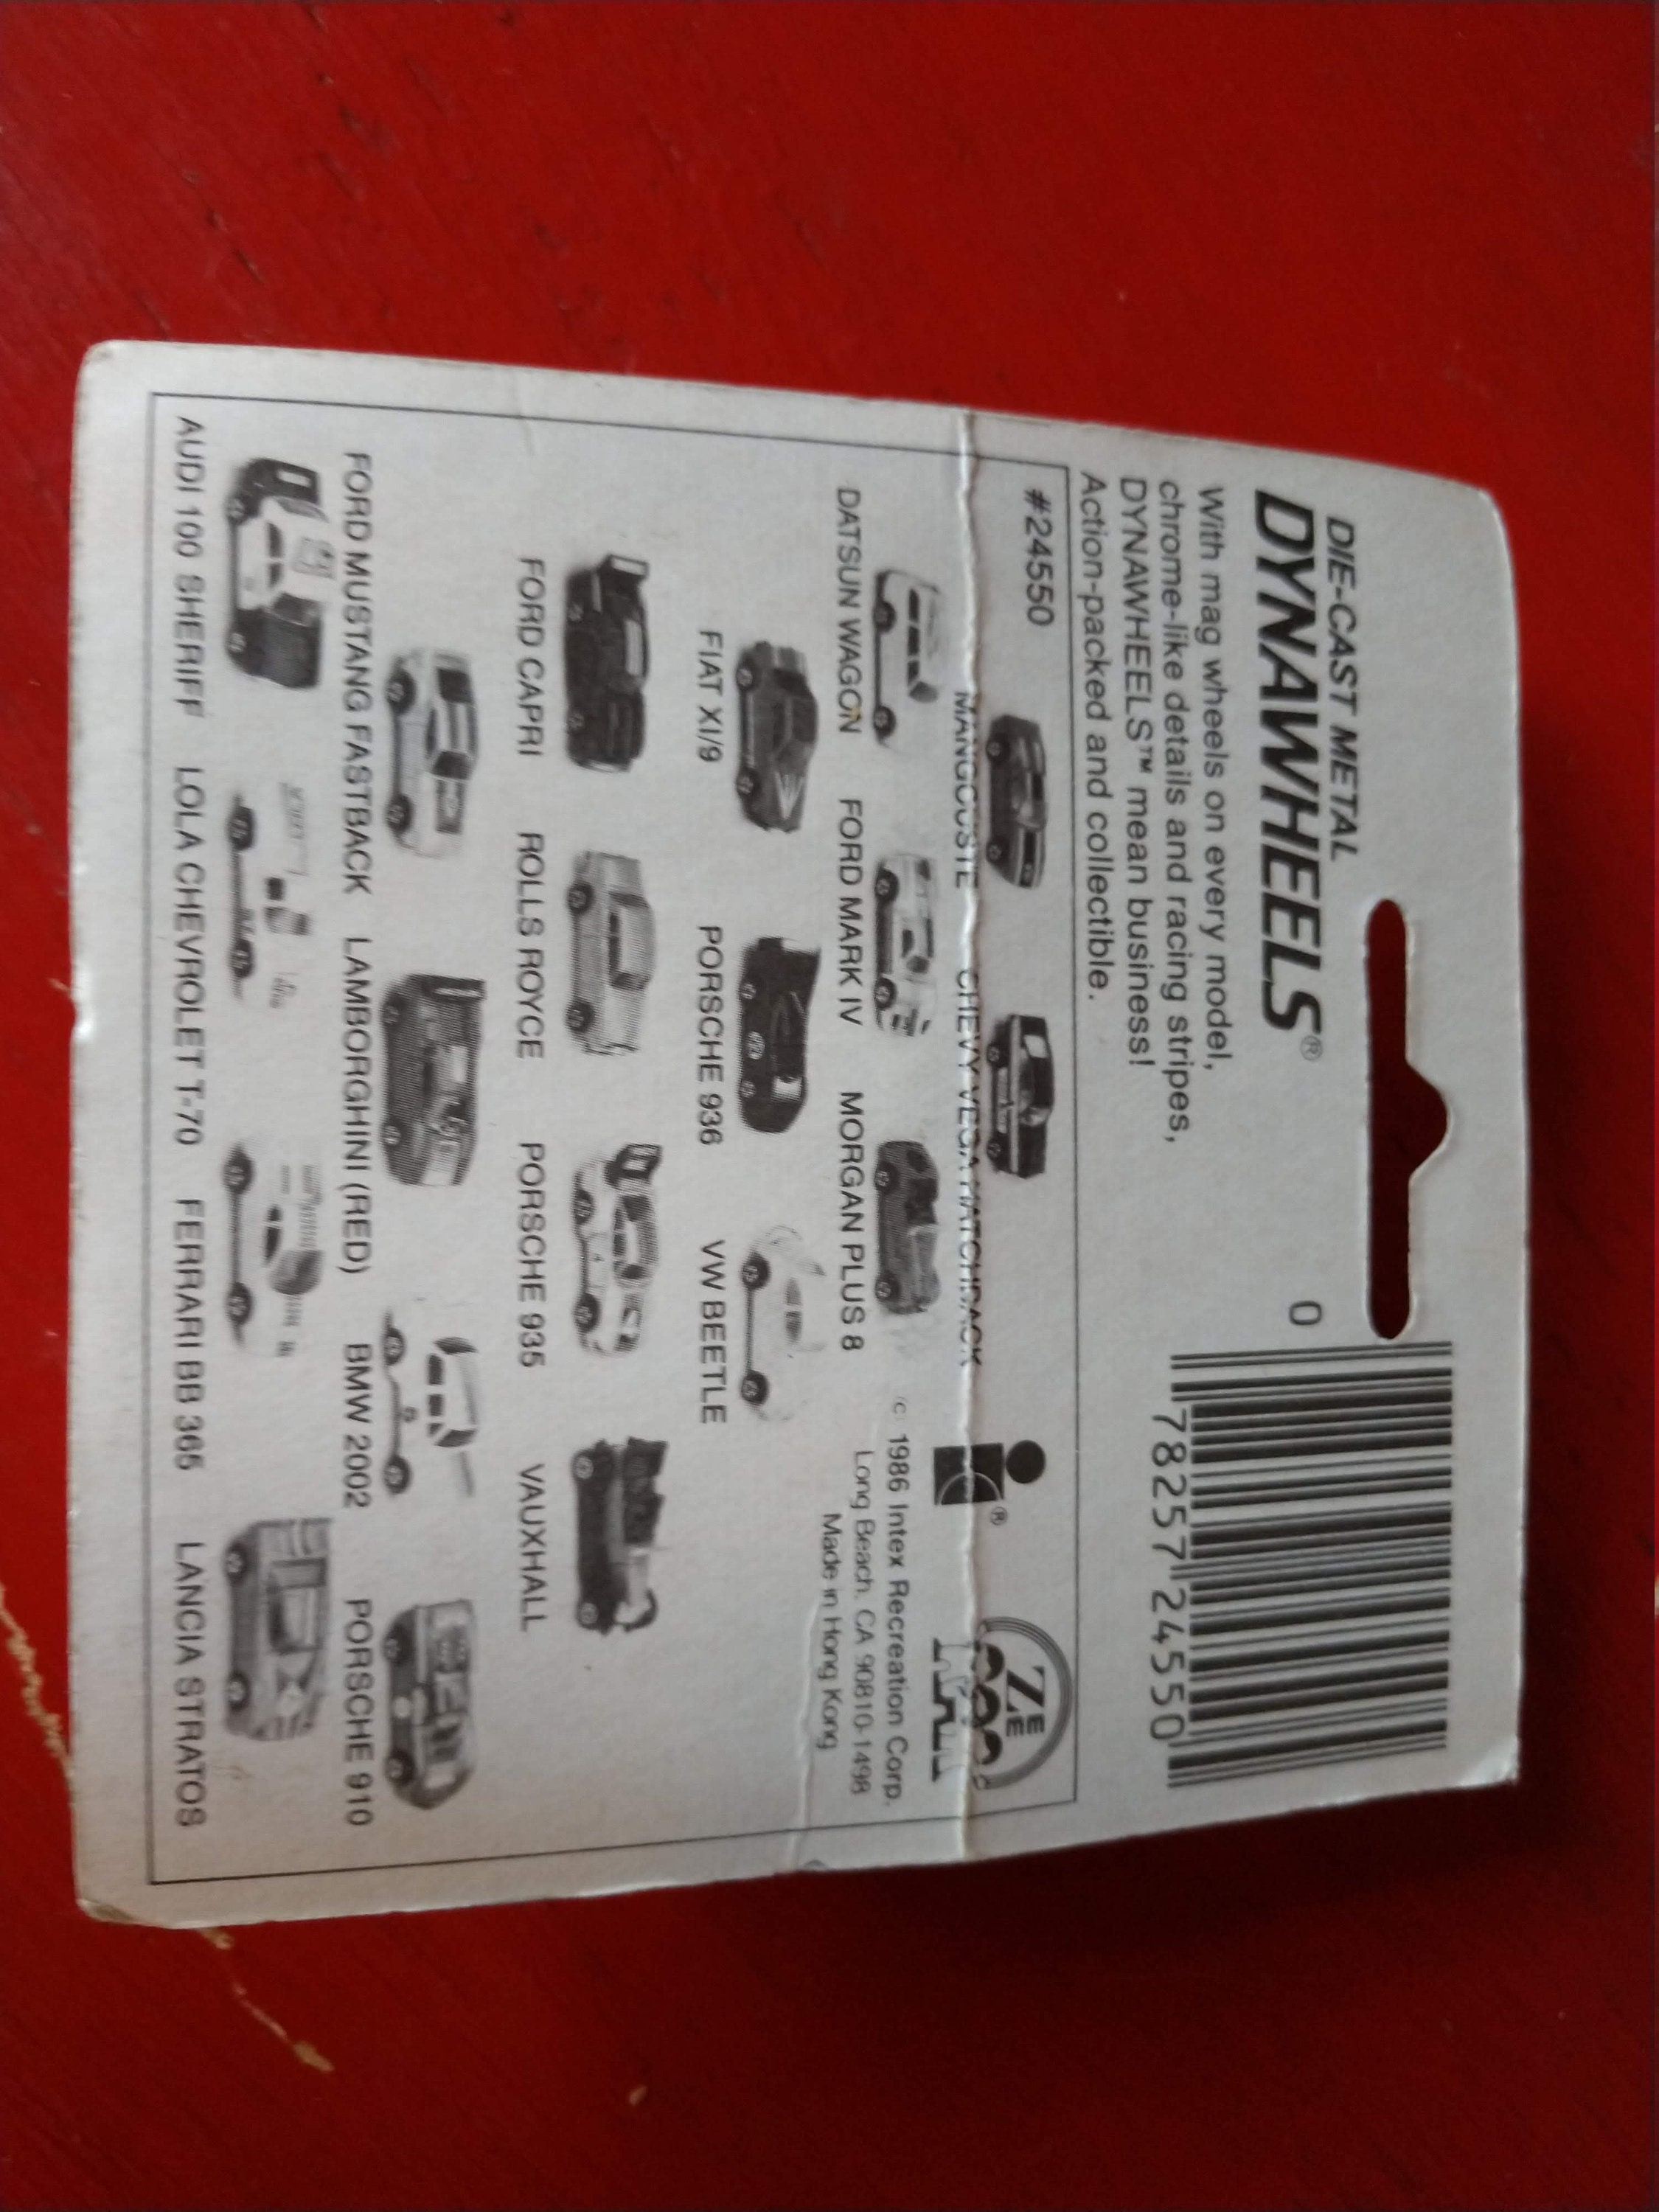 DIE-CAST METAL
DYNAWHEELS®
With mag wheels on every model,
chrome-like details and racing stripes,
DYNAWHEELS™ mean business!
Action-packed and collectible.
0 78257 24550
#24550
MANGOUSTE CHEVY VEGA HATCHBACK
®
ZEE
© 1986 Intex Recreation Corp.
Long Beach, CA 90810-1498
Made in Hong Kong
DATSUN WAGON FORD MARK IV MORGAN PLUS 8
FIAT XI/9 PORSCHE 936 VW BEETLE
FORD CAPRI ROLLS ROYCE PORSCHE 935 VAUXHALL
FORD MUSTANG FASTBACK LAMBORGHINI (RED) BMW 2002 PORSCHE 910
AUDI 100 SHERIFF LOLA CHEVROLET T-70 FERRARI BB 365 LANCIA STRATOS